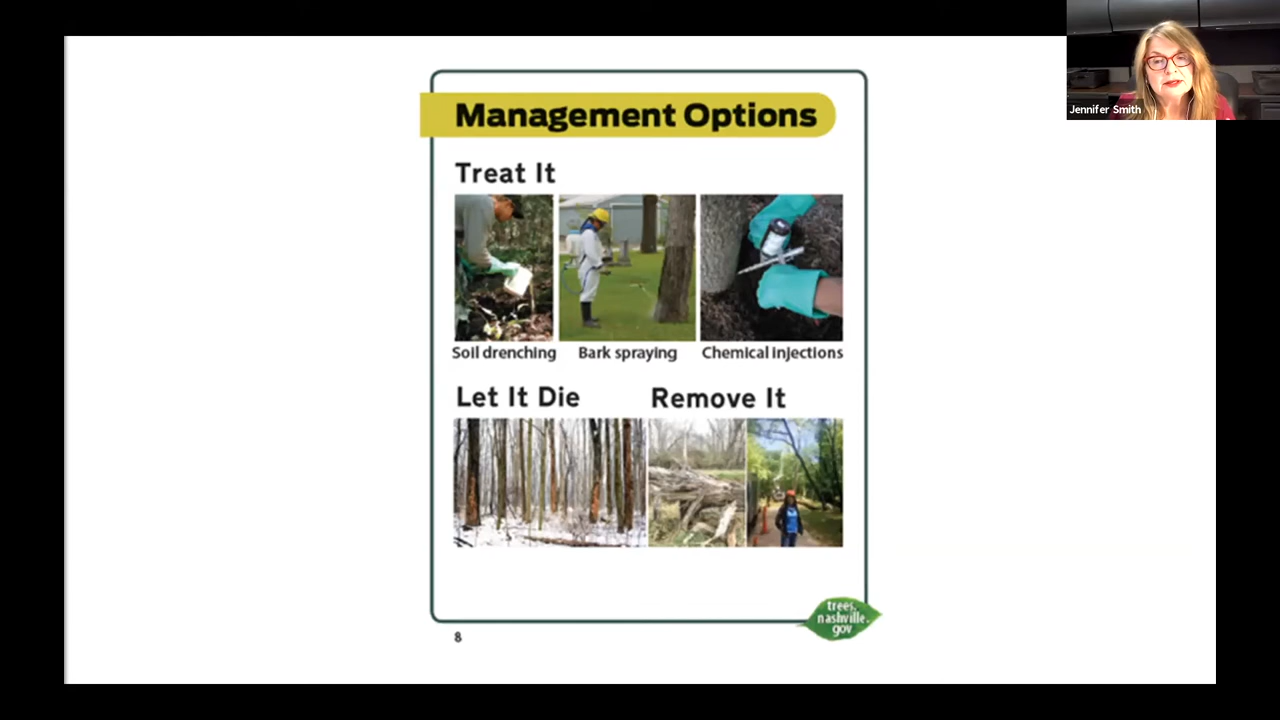 Management Options
Treat It
Soil drenching
Bark spraying
Chemical injections
Let It Die
Remove It
trees.
nashville.
gov
8
Jennifer Smith